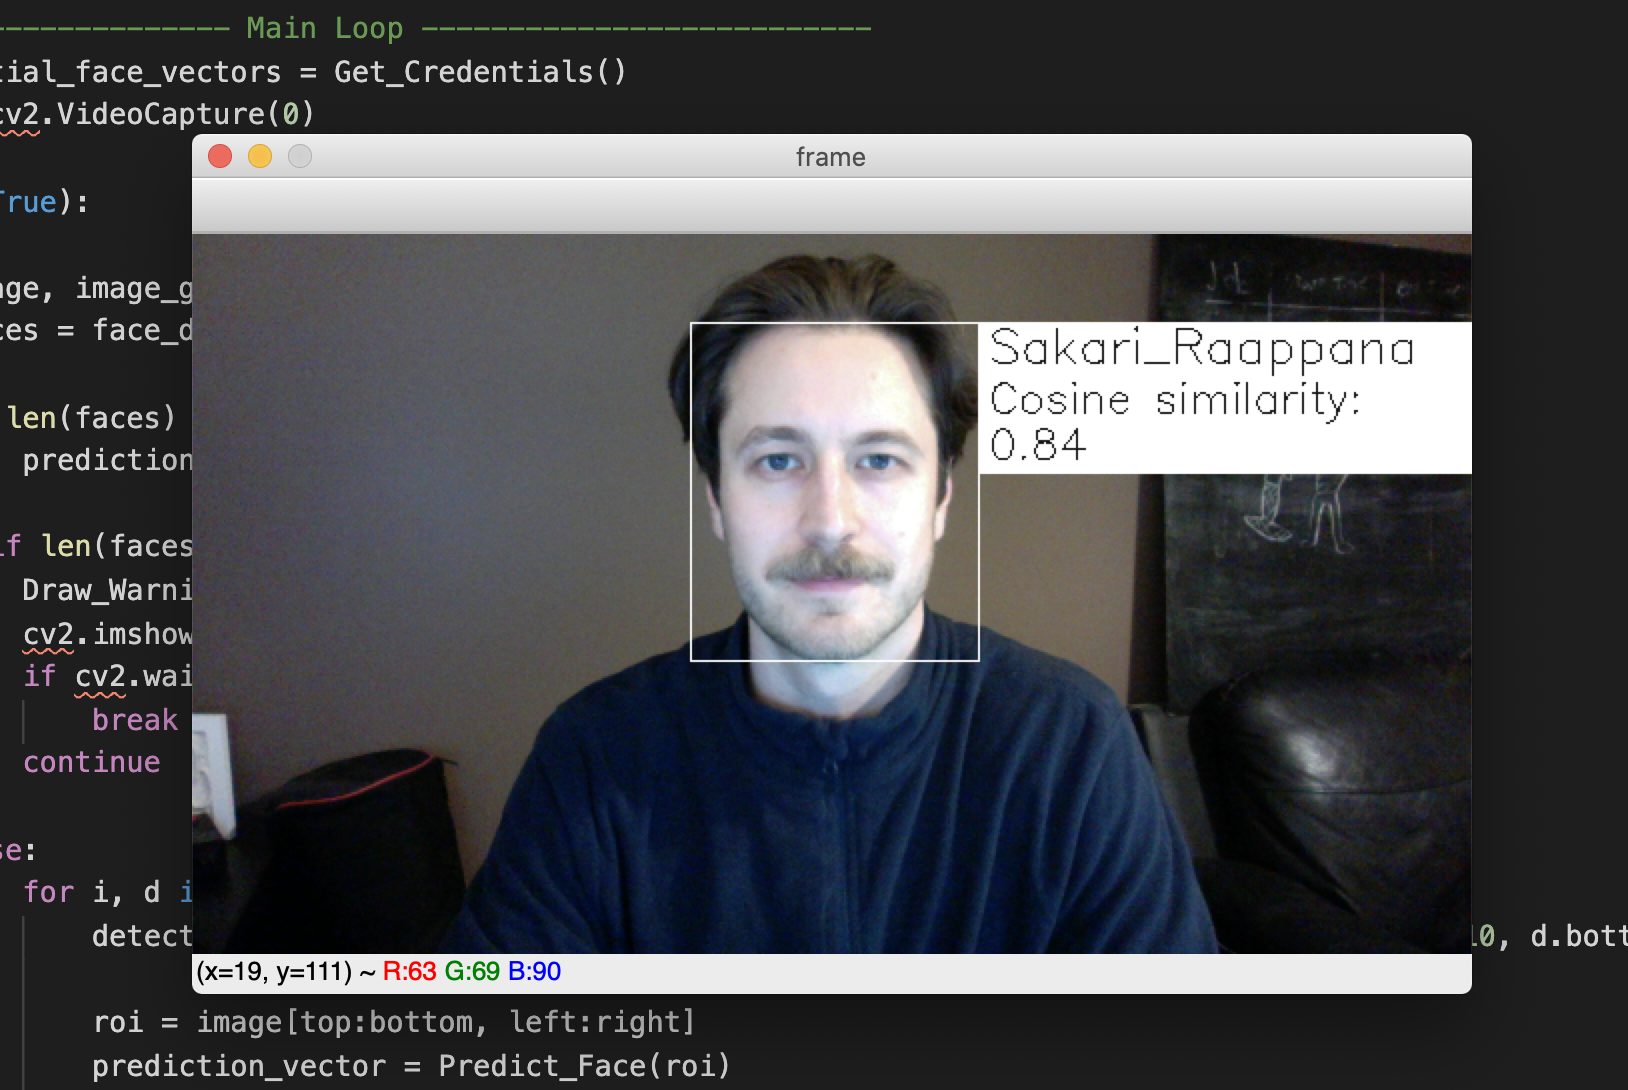 ------------- Main Loop --------------------------
tial_face_vectors = Get_Credentials()
cv2.VideoCapture(0)
frame
True):
age, image_g
ces = face_d
Sakari_Raappana
Cosine similarity:
0.84
len(faces)
prediction
if len(faces
Draw_Warni
cv2.imshow
if cv2.wai
break
continue
se:
for i, d i
detect
10, d.bott
(x=19, y=111) ~ R:63 G:69 B:90
roi = image[top:bottom, left:right]
prediction_vector = Predict_Face(roi)